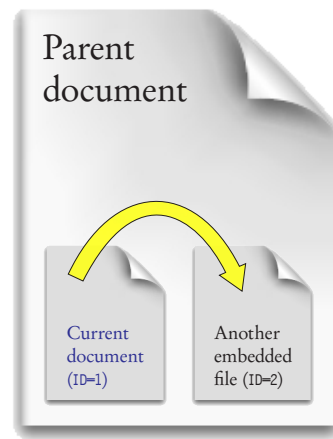 Parent
document
Current
document
(ID=1)
Another
embedded
file (ID=2)